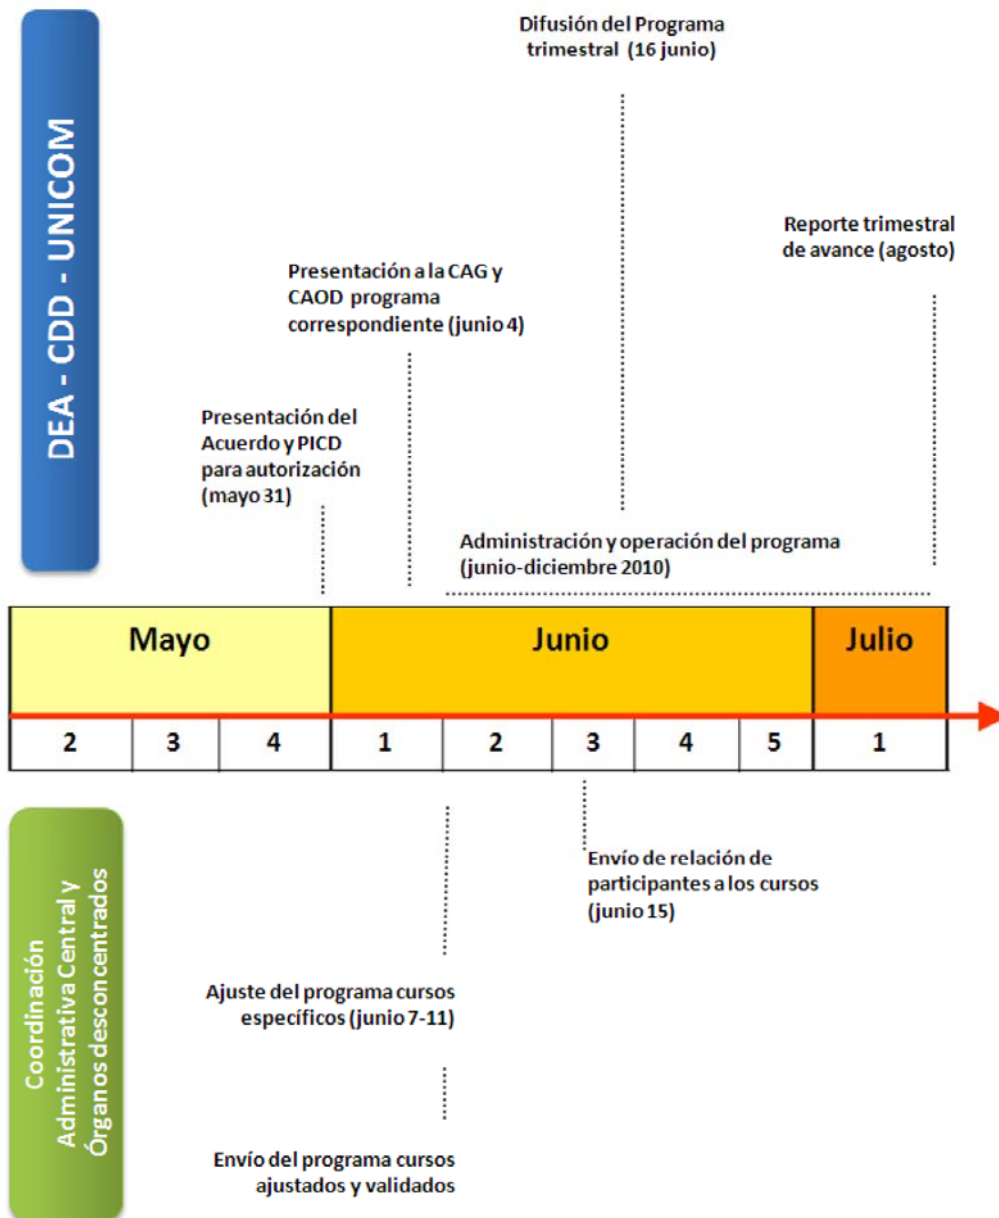 DEA - CDD - UNICOM
Difusión del Programa
trimestral (16 junio)
Reporte trimestral
de avance (agosto)
Presentación a la CAG y
CAOD programa
correspondiente (junio 4)
Presentación del
Acuerdo y PICD
para autorización
(mayo 31)
Administración y operación del programa
(junio-diciembre 2010)
Mayo Junio Julio
2 3 4 1 2 3 4 5 1
Coordinación
Administrativa Central y
Órganos desconcentrados
Envío de relación de
participantes a los cursos
(junio 15)
Ajuste del programa cursos
específicos (junio 7-11)
Envío del programa cursos
ajustados y validados